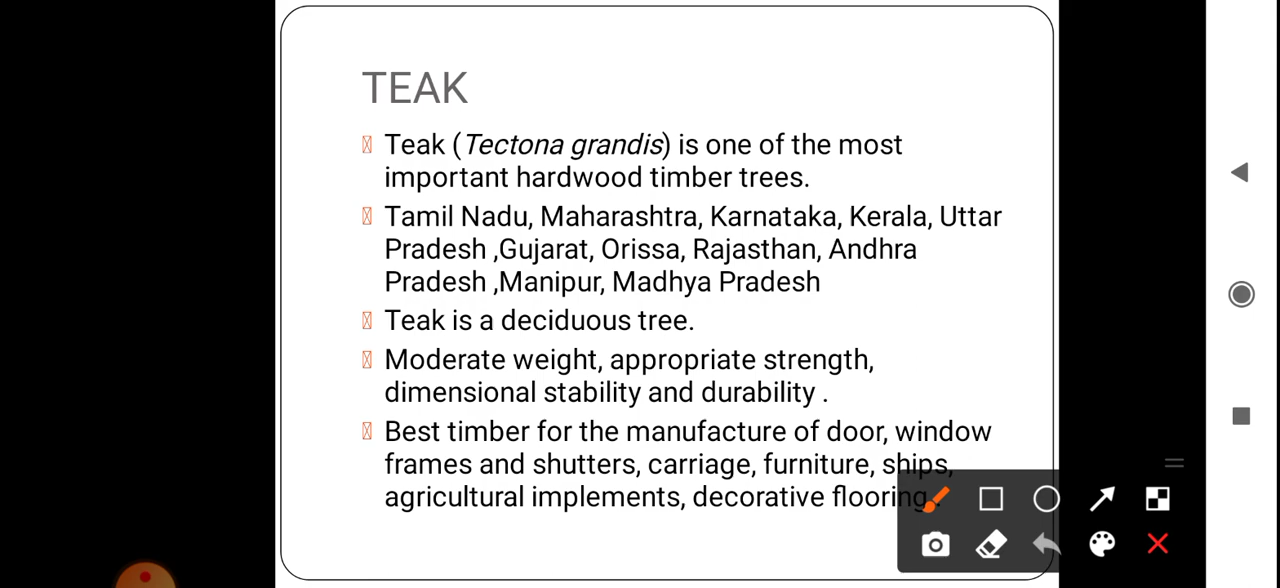 TEAK
Teak (Tectona grandis) is one of the most
important hardwood timber trees.
Tamil Nadu, Maharashtra, Karnataka, Kerala, Uttar
Pradesh ,Gujarat, Orissa, Rajasthan, Andhra
Pradesh ,Manipur, Madhya Pradesh
Teak is a deciduous tree.
Moderate weight, appropriate strength,
dimensional stability and durability .
Best timber for the manufacture of door, window
frames and shutters, carriage, furniture, ships,
agricultural implements, decorative flooring.